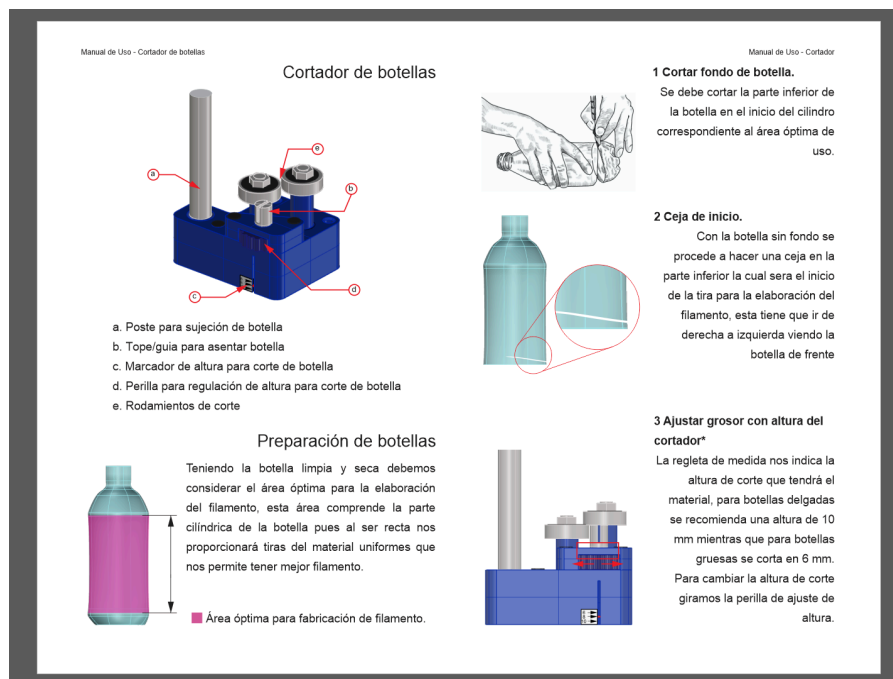 Manual de Uso - Cortador de botellas
Cortador de botellas
e
a
b
d
c
a. Poste para sujeción de botella
b. Tope/guia para asentar botella
c. Marcador de altura para corte de botella
d. Perilla para regulación de altura para corte de botella
e. Rodamientos de corte
Preparación de botellas
Teniendo la botella limpia y seca debemos
considerar el área óptima para la elaboración
del filamento, esta área comprende la parte
cilíndrica de la botella pues al ser recta nos
proporcionará tiras del material uniformes que
nos permite tener mejor filamento.
Área óptima para fabricación de filamento.
Manual de Uso - Cortador
1 Cortar fondo de botella.
Se debe cortar la parte inferior de
la botella en el inicio del cilindro
correspondiente al área óptima de
uso.
2 Ceja de inicio.
Con la botella sin fondo se
procede a hacer una ceja en la
parte inferior la cual sera el inicio
de la tira para la elaboración del
filamento, esta tiene que ir de
derecha a izquierda viendo la
botella de frente
3 Ajustar grosor con altura del
cortador*
La regleta de medida nos indica la
altura de corte que tendrá el
material, para botellas delgadas
se recomienda una altura de 10
mm mientras que para botellas
gruesas se corta en 6 mm.
Para cambiar la altura de corte
giramos la perilla de ajuste de
altura.